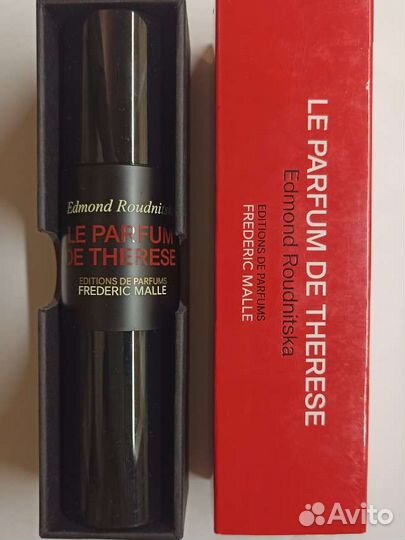 Edmond Roudnitsk
LE PARFUM
DE THERESE
EDITIONS DE PARFUMS
FREDERIC MALLE
LE PARFUM DE THERESE
Edmond Roudnitska
EDITIONS DE PARFUMS
FREDERIC MALLE
Avito